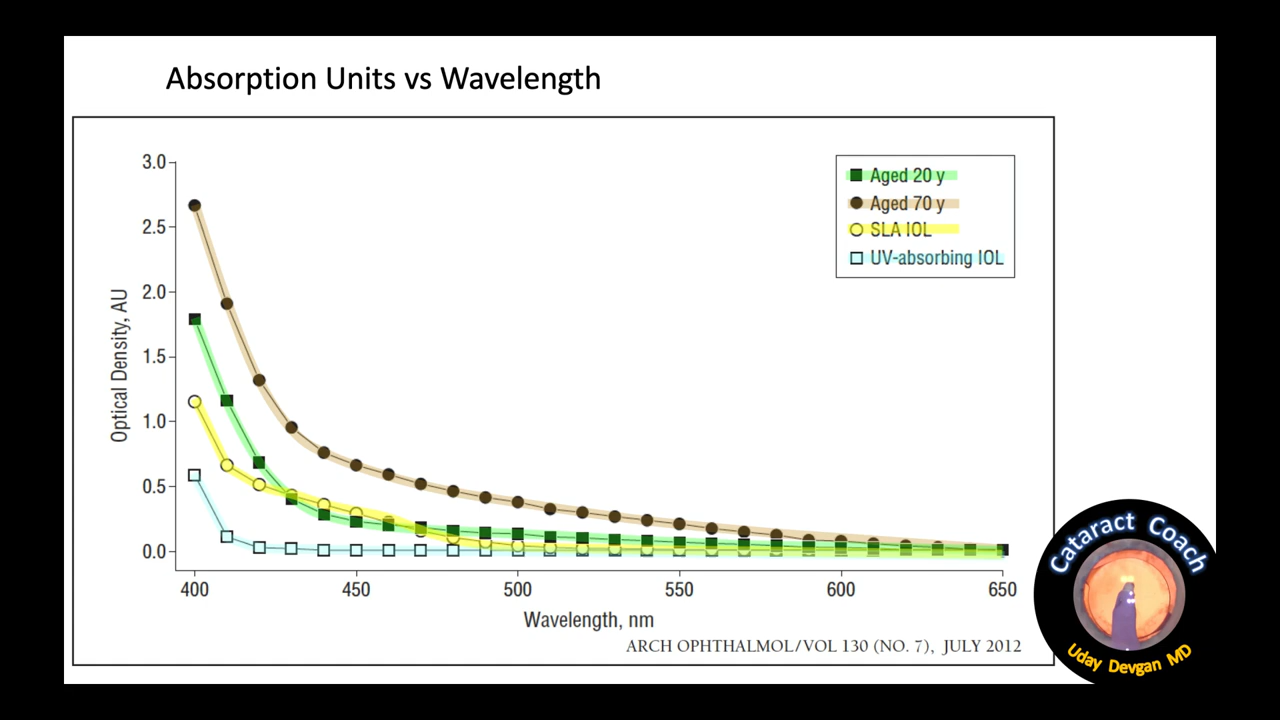 Absorption Units vs Wavelength
3.0
2.5
2.0
1.5
1.0
0.5
0.0
Optical Density, AU
Aged 20 y
Aged 70 y
SLA IOL
UV-absorbing IOL
400 450 500 550 600 650
Wavelength, nm
ARCH OPHTHALMOL/VOL 130 (NO. 7), JULY 2012
Cataract Coach
Uday Devgan MD